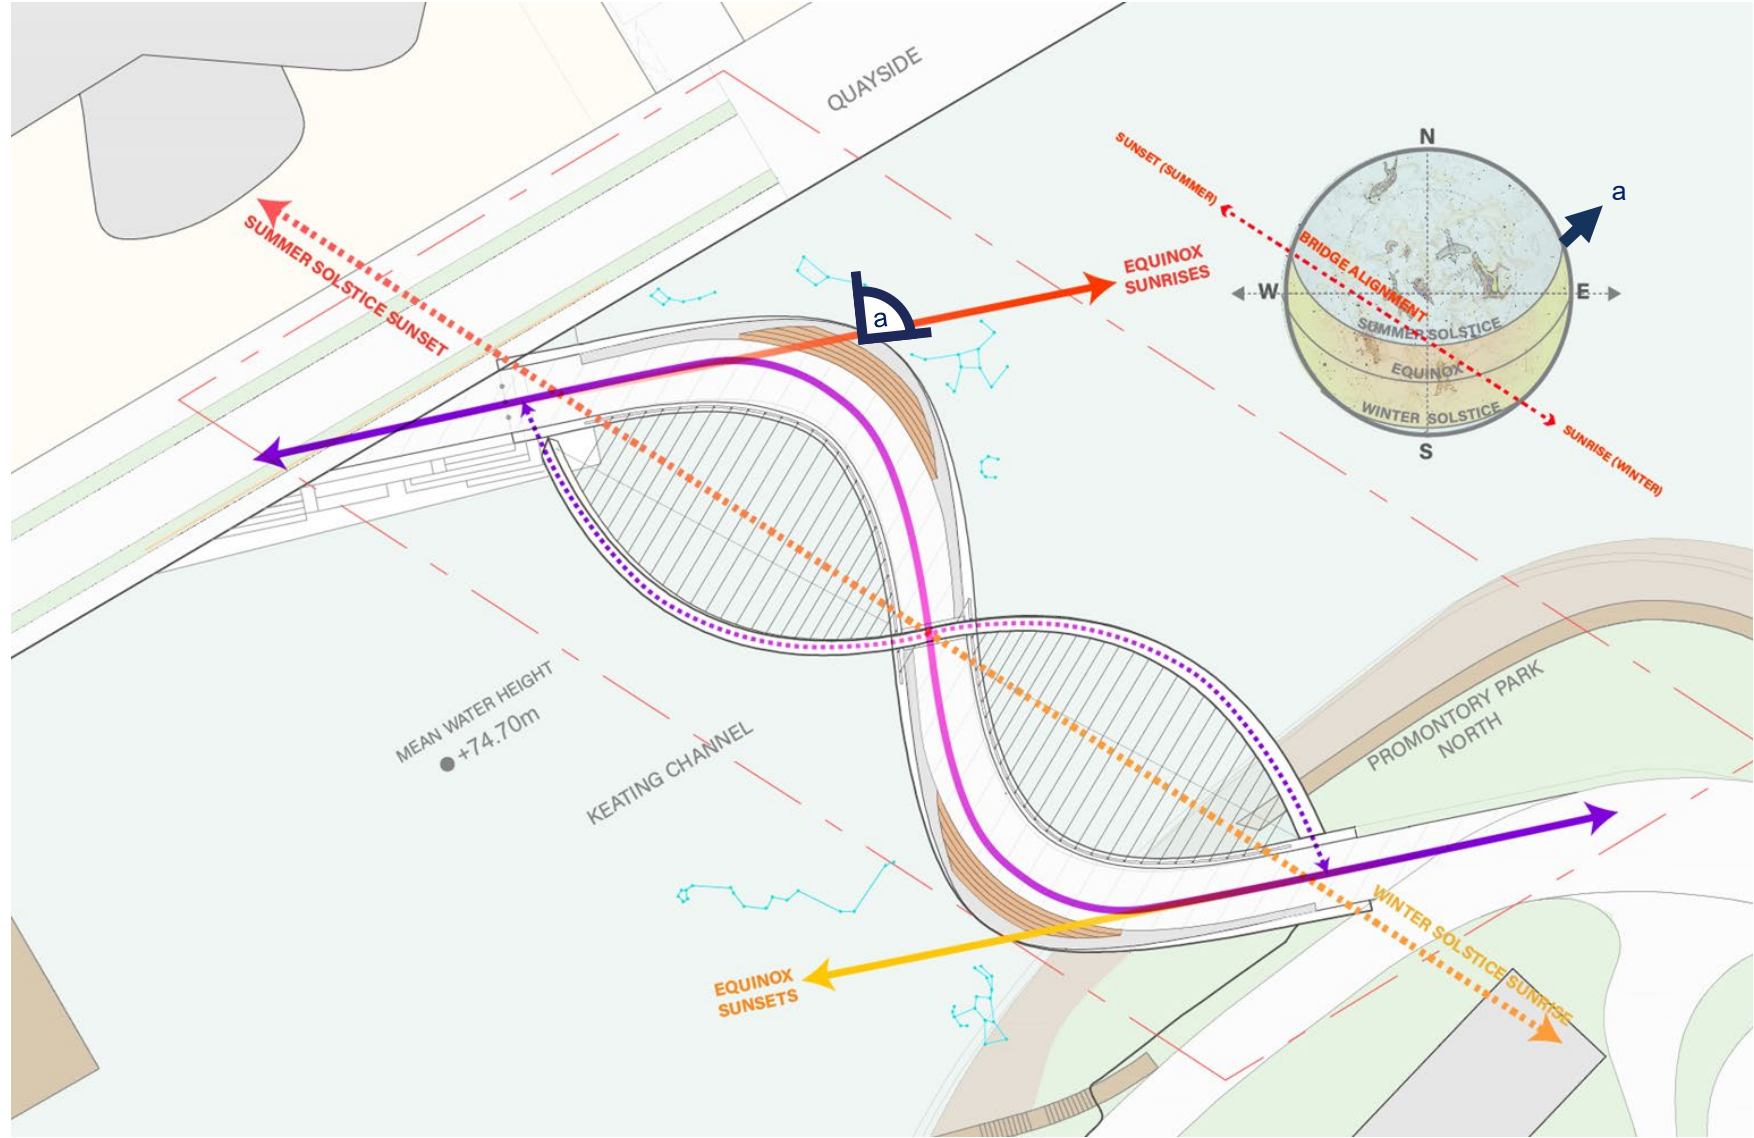 QUAYSIDE
SUNSET (SUMMER)
N
a
BRIDGE ALIGNMENT
W
E
SUMMER SOLSTICE
EQUINOX
WINTER SOLSTICE
S
SUNRISE (WINTER)
SUMMER SOLSTICE SUNSET
EQUINOX
SUNRISES
a
MEAN WATER HEIGHT
+74.70m
KEATING CHANNEL
PROMONTORY PARK
NORTH
WINTER SOLSTICE SUNRISE
EQUINOX
SUNSETS